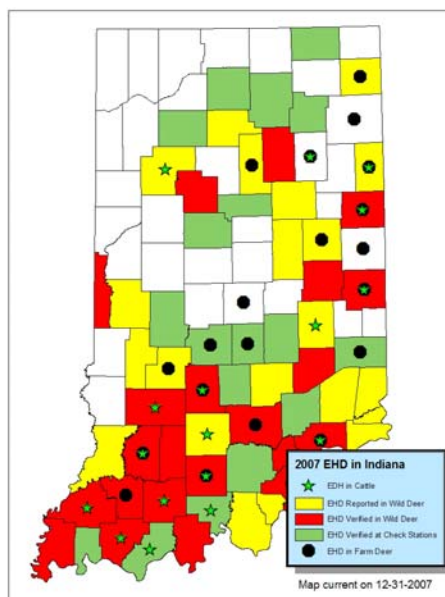 2007 EHD in Indiana
EDH in Cattle
EHD Reported in Wild Deer
EHD Verified in Wild Deer
EHD Verified at Check Stations
EHD in Farm Deer
Map current on 12-31-2007